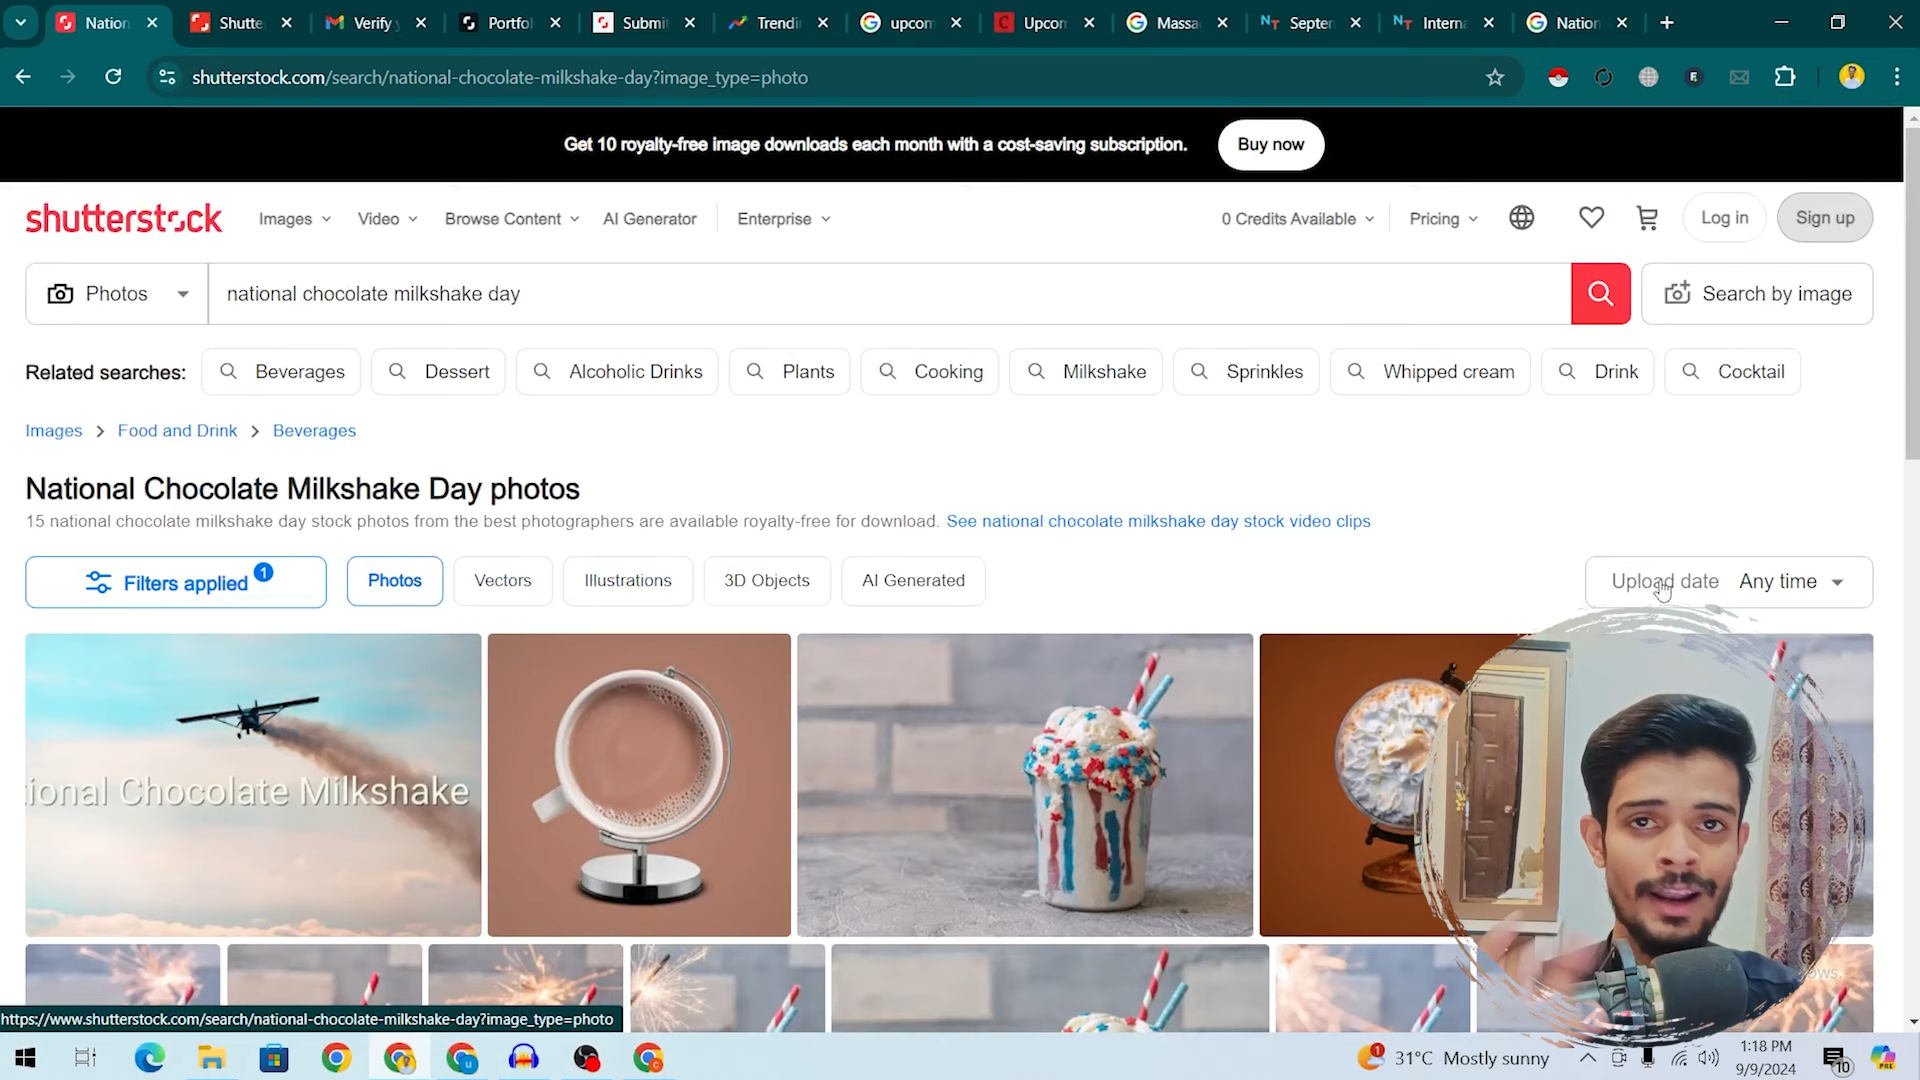 Nation
Shutte
Verify
Portfol
Submi
Trendi
upcom
Upcon
Massa
Septen
Interna
Nation
shutterstock.com/search/national-chocolate-milkshake-day?image_type=photo
Get 10 royalty-free image downloads each month with a cost-saving subscription.
Buy now
shutterstock
Images
Video
Browse Content
AI Generator
Enterprise
0 Credits Available
Pricing
Log in
Sign up
Photos
national chocolate milkshake day
Search by image
Related searches:
Beverages
Dessert
Alcoholic Drinks
Plants
Cooking
Milkshake
Sprinkles
Whipped cream
Drink
Cocktail
Images > Food and Drink > Beverages
National Chocolate Milkshake Day photos
15 national chocolate milkshake day stock photos from the best photographers are available royalty-free for download. See national chocolate milkshake day stock video clips
Filters applied 1
Photos
Vectors
Illustrations
3D Objects
AI Generated
Upload date Any time
ional Chocolate Milkshake
https://www.shutterstock.com/search/national-chocolate-milkshake-day?image_type=photo
31°C Mostly sunny
1:18 PM
9/9/2024
10